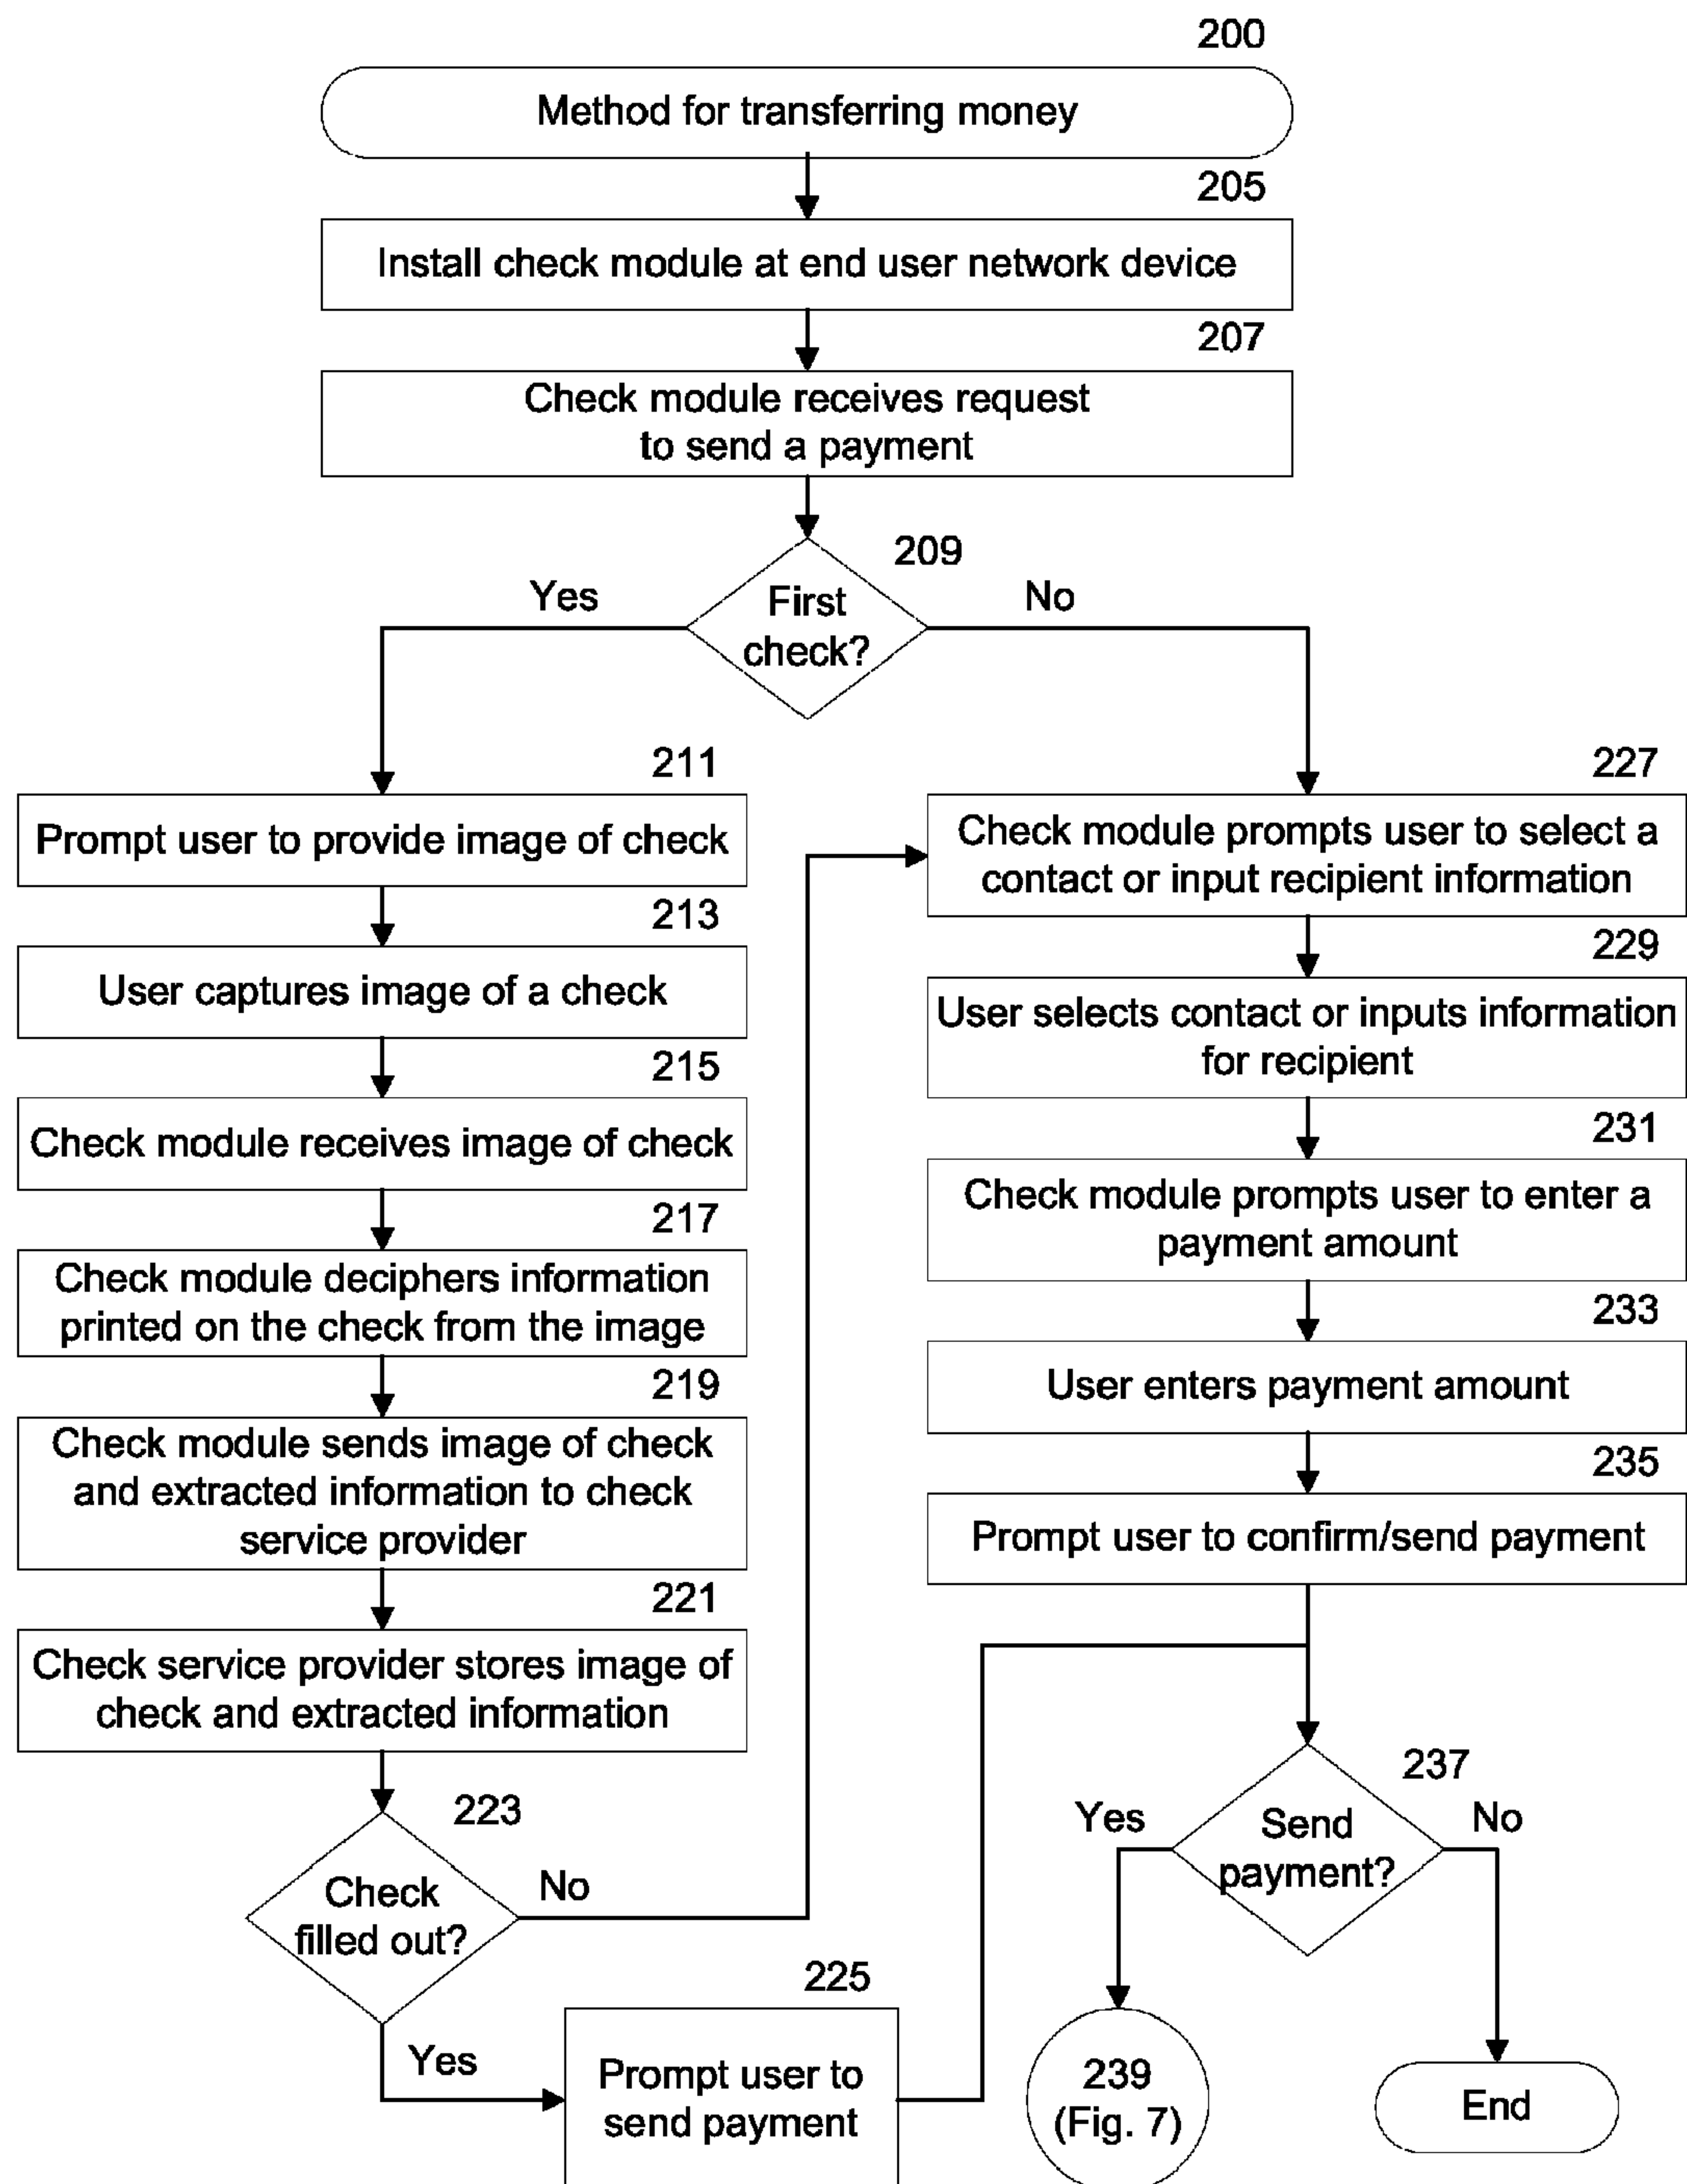 200
Method for transferring money
205
Install check module at end user network device
207
Check module receives request
to send a payment
209
First
check?
Yes
No
211
Prompt user to provide image of check
213
User captures image of a check
215
Check module receives image of check
217
Check module deciphers information
printed on the check from the image
219
Check module sends image of check
and extracted information to check
service provider
221
Check service provider stores image of
check and extracted information
223
Check
filled out?
No
Yes
225
Prompt user to
send payment
227
Check module prompts user to select a
contact or input recipient information
229
User selects contact or inputs information
for recipient
231
Check module prompts user to enter a
payment amount
233
User enters payment amount
235
Prompt user to confirm/send payment
237
Send
payment?
Yes
No
239
(Fig. 7)
End